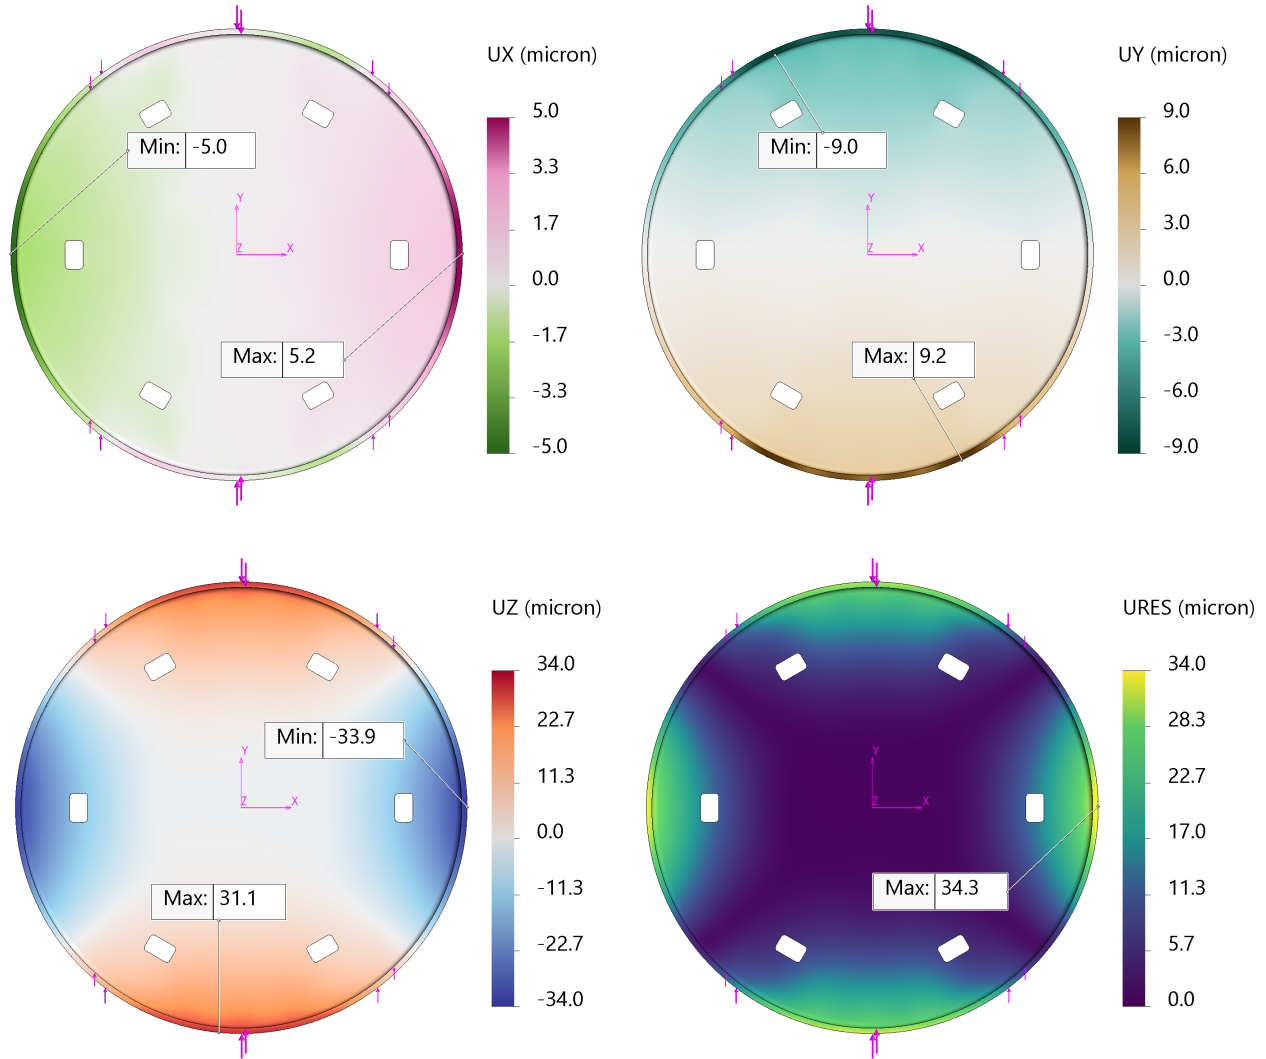 UX (micron)
5.0
3.3
1.7
0.0
-1.7
-3.3
-5.0
Min: -5.0
Max: 5.2
Y
Z
X
UY (micron)
9.0
6.0
3.0
0.0
-3.0
-6.0
-9.0
Min: -9.0
Max: 9.2
Y
Z
X
UZ (micron)
34.0
22.7
11.3
0.0
-11.3
-22.7
-34.0
Min: -33.9
Max: 31.1
Y
Z
X
URES (micron)
34.0
28.3
22.7
17.0
11.3
5.7
0.0
Max: 34.3
Y
Z
X